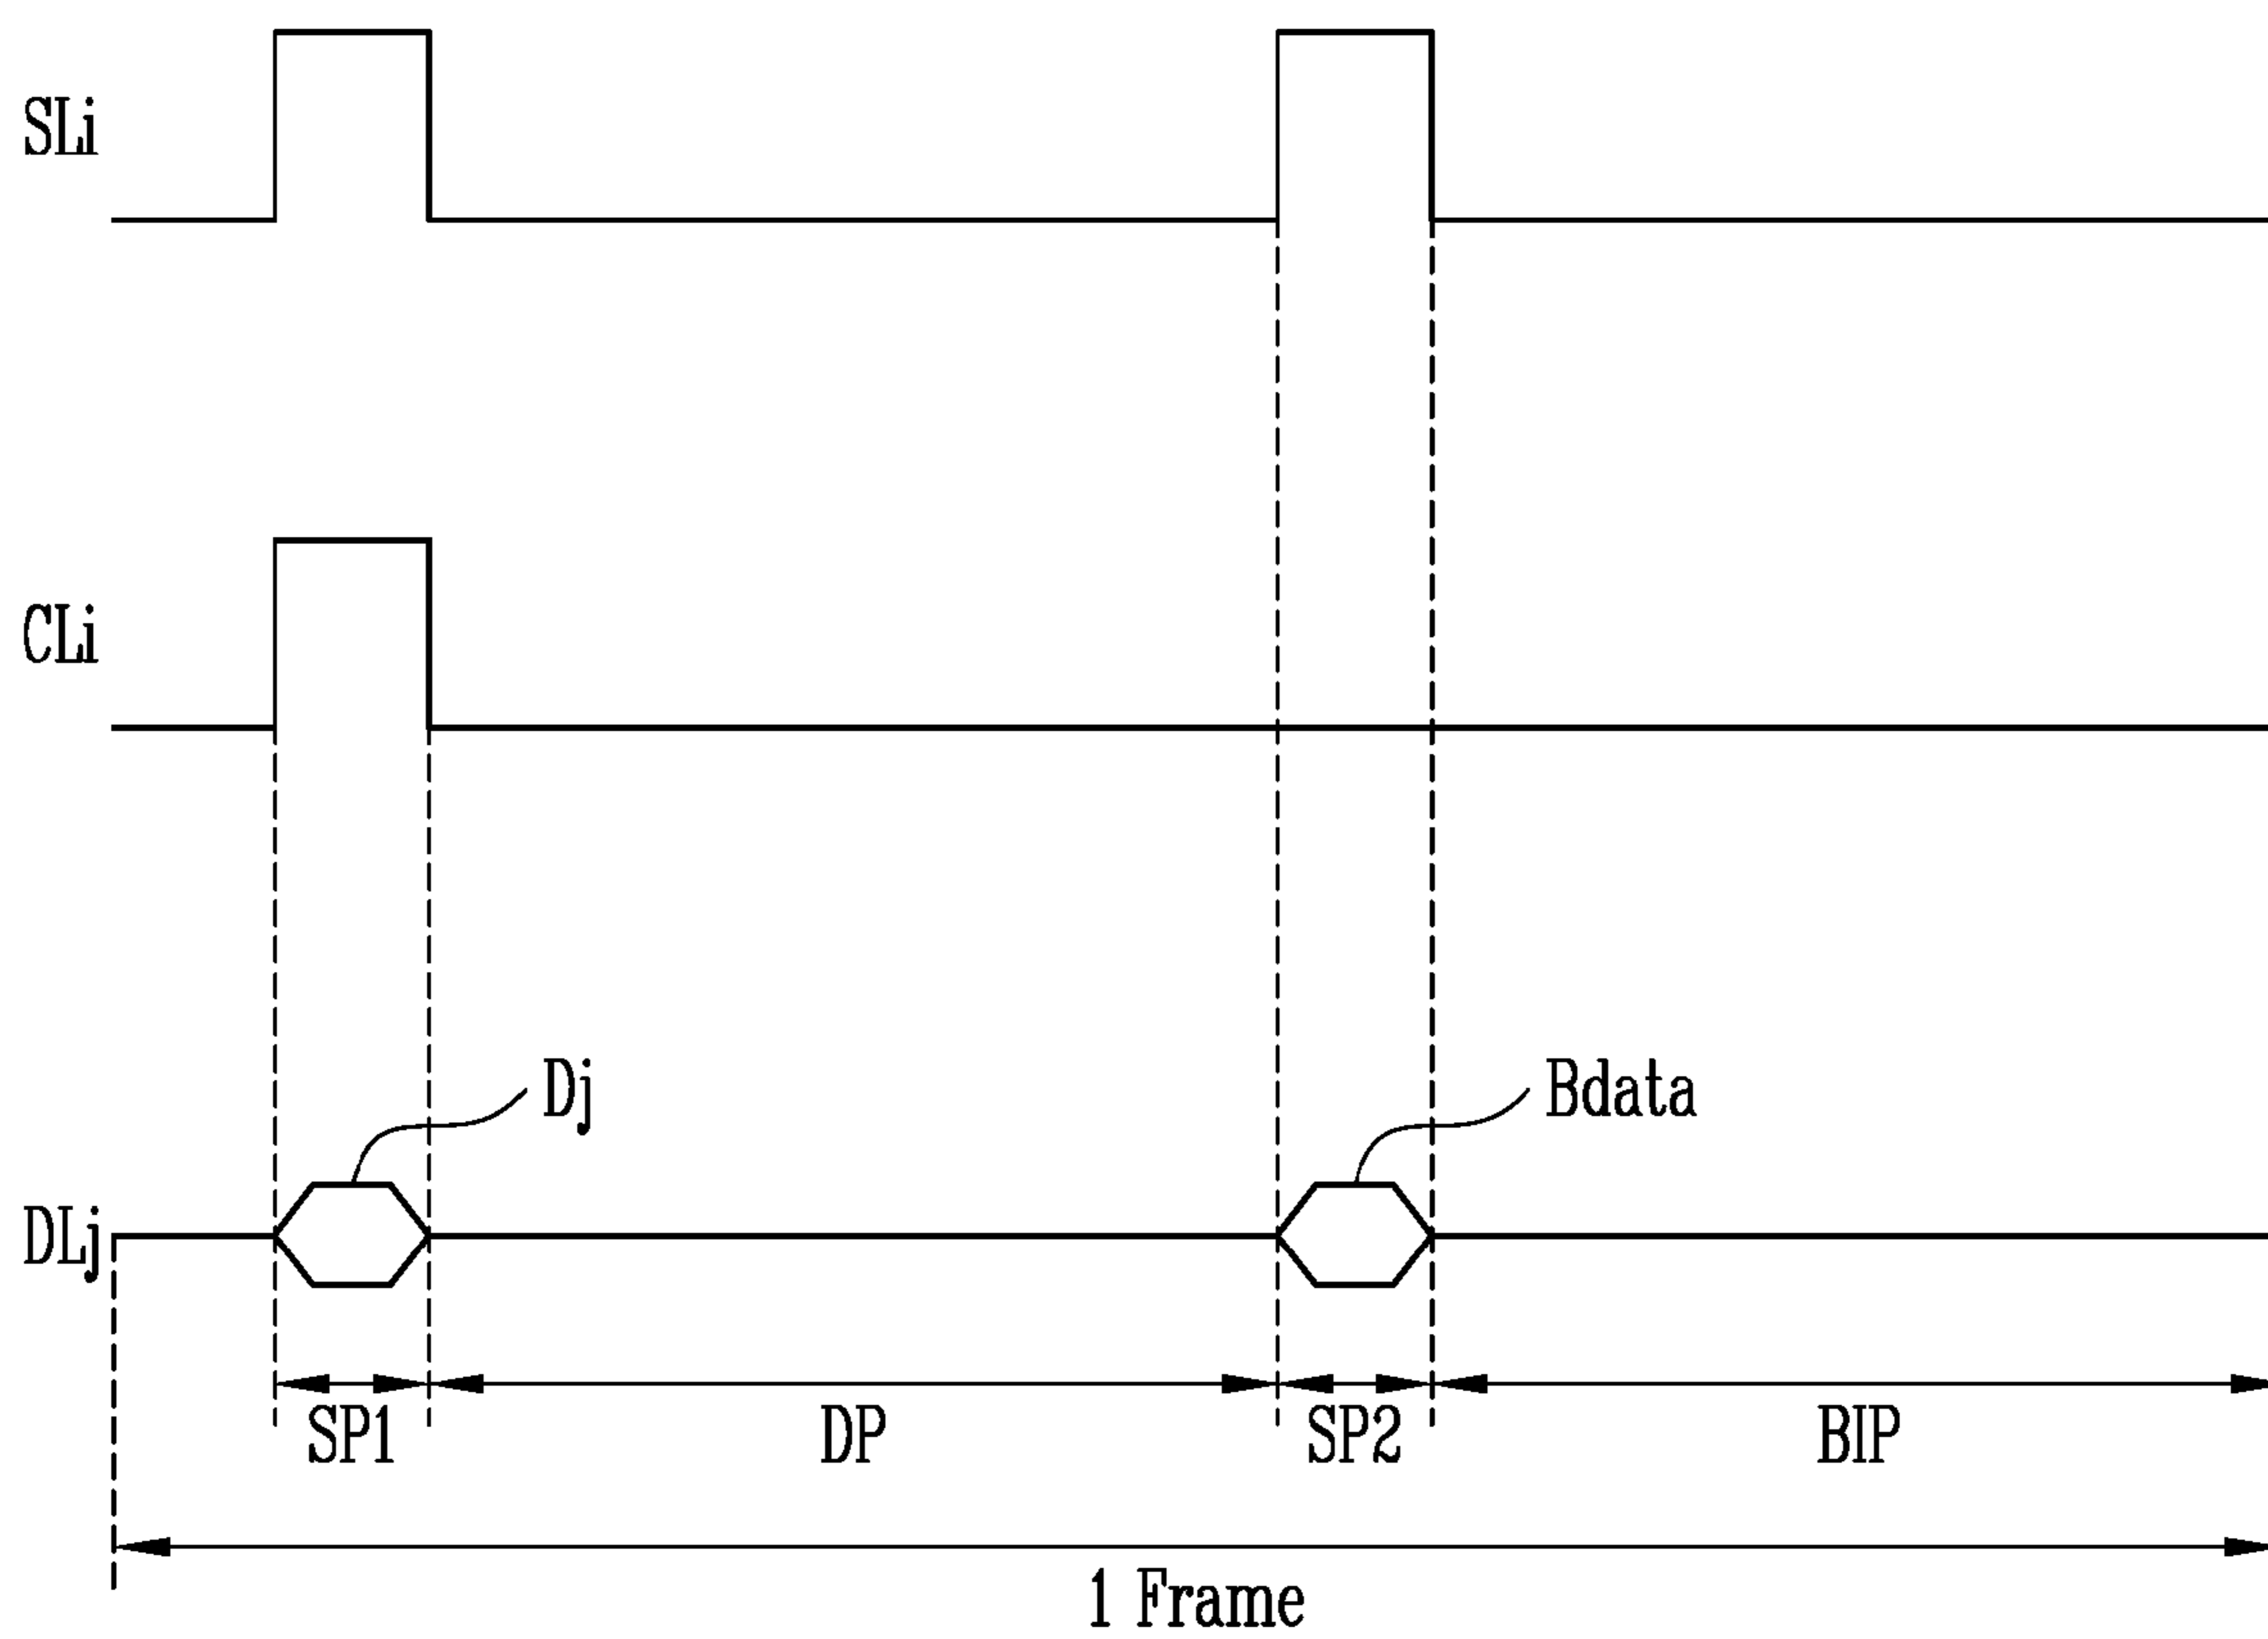 SLi
CLi
Dj
Bdata
DLj
SP1
DP
SP2
BIP
1 Frame